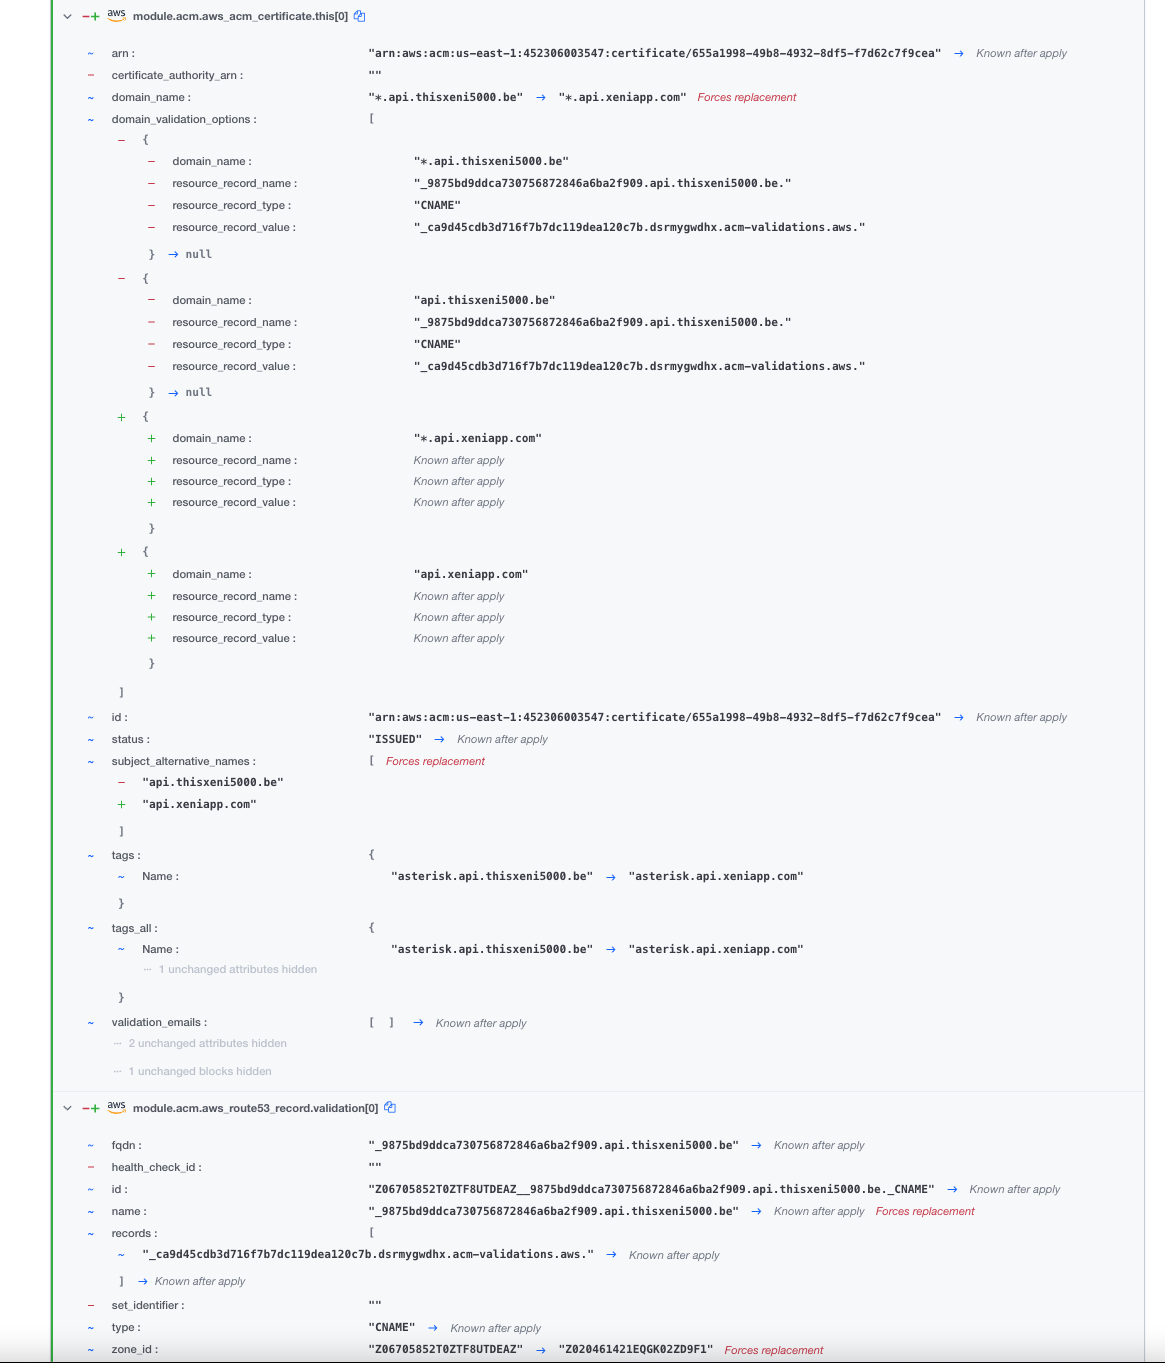 −+ aws module.acm.aws_acm_certificate.this[0]
~ arn : "arn:aws:acm:us-east-1:452306003547:certificate/655a1998-49b8-4932-8df5-f7d62c7f9cea" → Known after apply
− certificate_authority_arn : ""
~ domain_name : "*.api.thisxeni5000.be" → "*.api.xeniapp.com" Forces replacement
~ domain_validation_options : [
− {
− domain_name : "*.api.thisxeni5000.be"
− resource_record_name : "_9875bd9ddca730756872846a6ba2f909.api.thisxeni5000.be."
− resource_record_type : "CNAME"
− resource_record_value : "_ca9d45cdb3d716f7b7dc119dea120c7b.dsrmygwdhx.acm-validations.aws."
} → null
− {
− domain_name : "api.thisxeni5000.be"
− resource_record_name : "_9875bd9ddca730756872846a6ba2f909.api.thisxeni5000.be."
− resource_record_type : "CNAME"
− resource_record_value : "_ca9d45cdb3d716f7b7dc119dea120c7b.dsrmygwdhx.acm-validations.aws."
} → null
+ {
+ domain_name : "*.api.xeniapp.com"
+ resource_record_name : Known after apply
+ resource_record_type : Known after apply
+ resource_record_value : Known after apply
}
+ {
+ domain_name : "api.xeniapp.com"
+ resource_record_name : Known after apply
+ resource_record_type : Known after apply
+ resource_record_value : Known after apply
}
]
~ id : "arn:aws:acm:us-east-1:452306003547:certificate/655a1998-49b8-4932-8df5-f7d62c7f9cea" → Known after apply
~ status : "ISSUED" → Known after apply
~ subject_alternative_names : [ Forces replacement
− "api.thisxeni5000.be"
+ "api.xeniapp.com"
]
~ tags : {
~ Name : "asterisk.api.thisxeni5000.be" → "asterisk.api.xeniapp.com"
}
~ tags_all : {
~ Name : "asterisk.api.thisxeni5000.be" → "asterisk.api.xeniapp.com"
··· 1 unchanged attributes hidden
}
~ validation_emails : [ ] → Known after apply
··· 2 unchanged attributes hidden
··· 1 unchanged blocks hidden
−+ aws module.acm.aws_route53_record.validation[0]
~ fqdn : "_9875bd9ddca730756872846a6ba2f909.api.thisxeni5000.be" → Known after apply
− health_check_id : ""
~ id : "Z06705852T0ZTF8UTDEAZ__9875bd9ddca730756872846a6ba2f909.api.thisxeni5000.be._CNAME" → Known after apply
~ name : "_9875bd9ddca730756872846a6ba2f909.api.thisxeni5000.be" → Known after apply Forces replacement
~ records : [
~ "_ca9d45cdb3d716f7b7dc119dea120c7b.dsrmygwdhx.acm-validations.aws." → Known after apply
] → Known after apply
− set_identifier : ""
~ type : "CNAME" → Known after apply
~ zone_id : "Z06705852T0ZTF8UTDEAZ" → "Z020461421EQGK02ZD9F1" Forces replacement